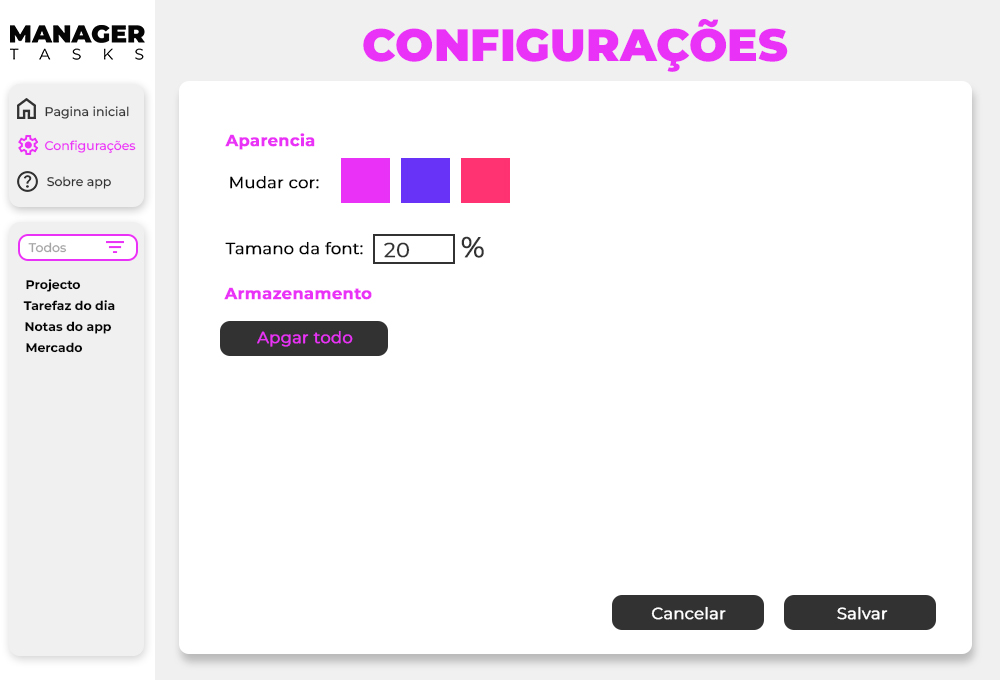 MANAGER
TASKS
Pagina inicial
Configurações
Sobre app
Todos
Projecto
Tarefaz do dia
Notas do app
Mercado
CONFIGURAÇÕES
Aparencia
Mudar cor:
Tamano da font: 20 %
Armazenamento
Apgar todo
Cancelar Salvar